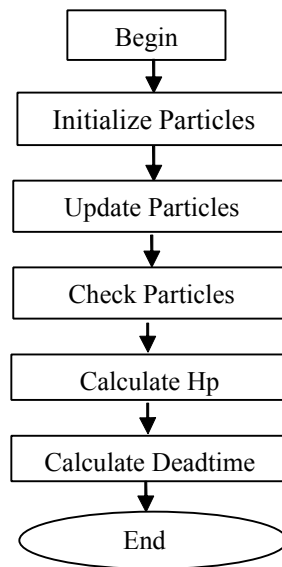 Begin
Initialize Particles
Update Particles
Check Particles
Calculate Hp
Calculate Deadtime
End